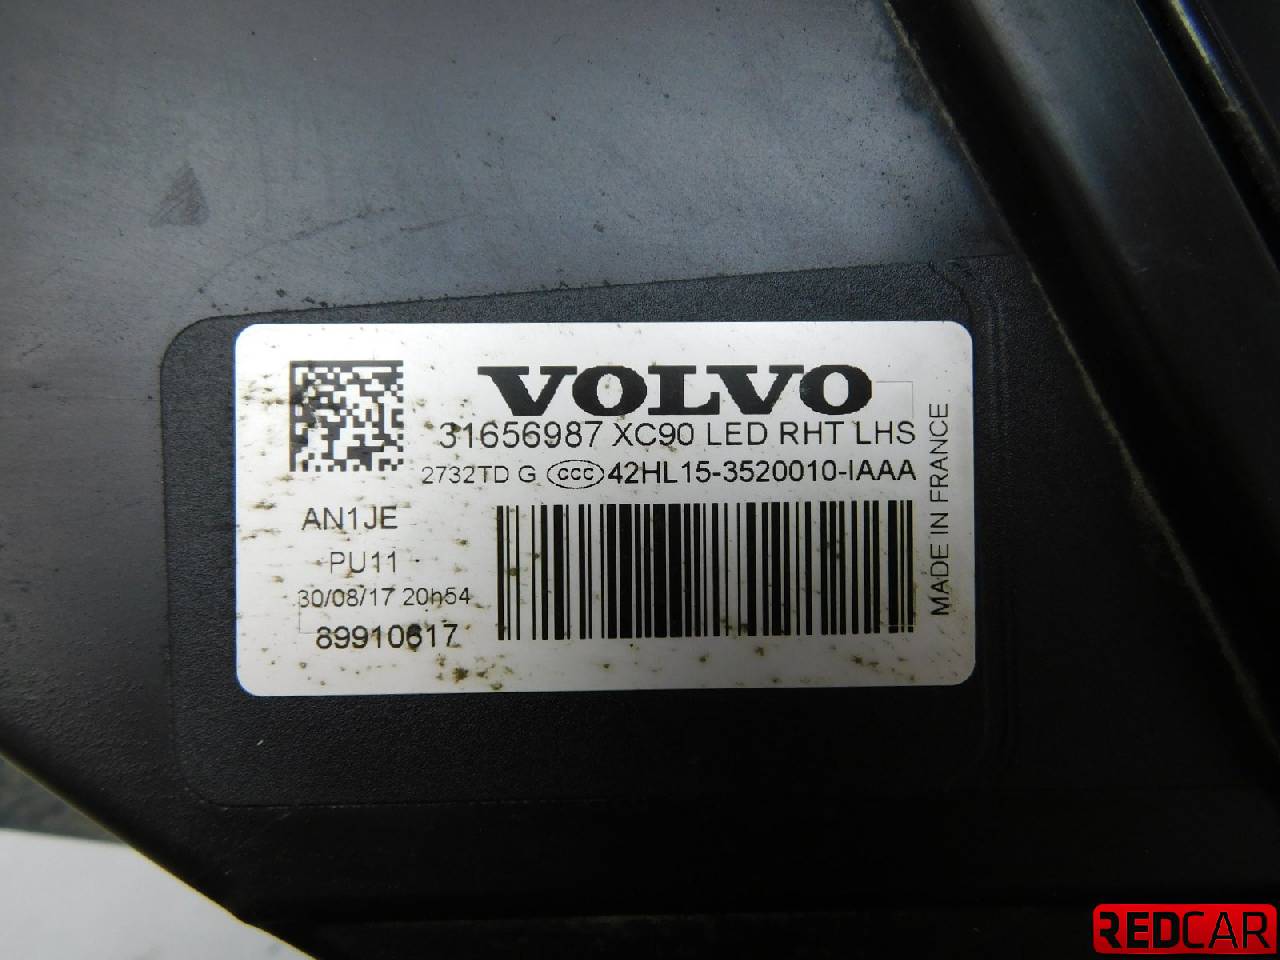 VOLVO
31656987 XC90 LED RHT LHS
2732TD G CCC 42HL15-3520010-IAAA
AN1JE
PU11
30/08/17 20h54
89910617
MADE IN FRANCE
REDCAR